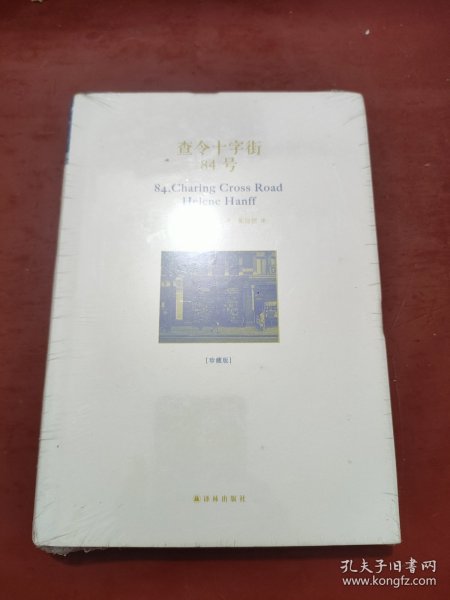 查令十字街
84号
84, Charing Cross Road
Helene Hanff
译
[珍藏版]
译林出版社
孔夫子旧书网
www.kongfz.com